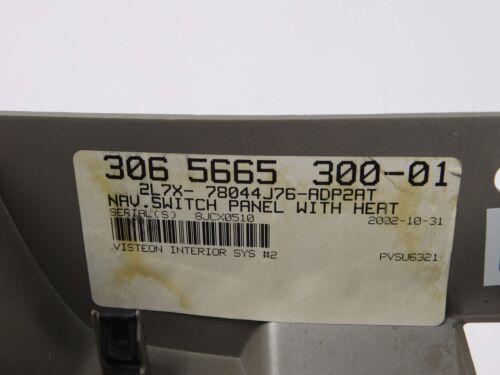 306 5665 300-01
2L7X- 78044J76-ADP2AT
NAV.SWITCH PANEL WITH HEAT
SERIAL(S) 8JCX0510 2002-10-31
VISTEON INTERIOR SYS #2 PVSU6321